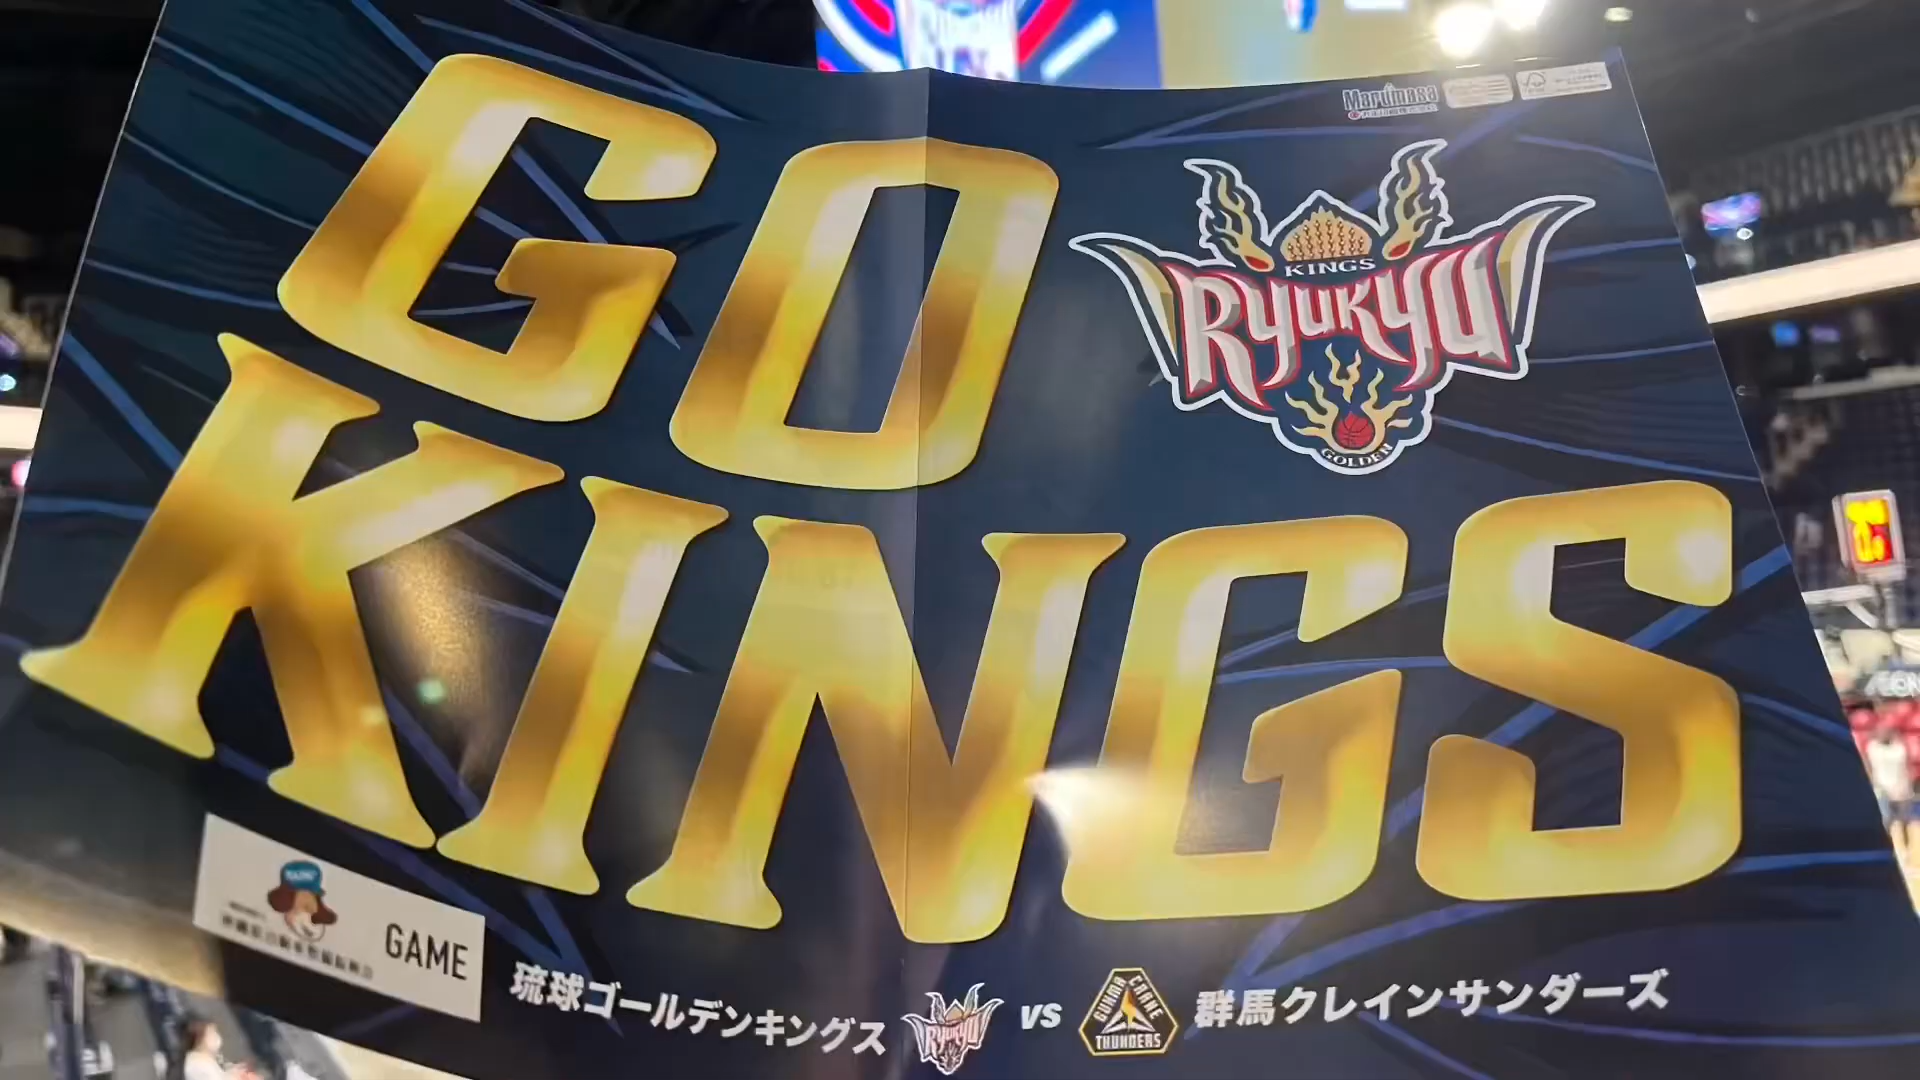 GO
KINGS
Marumasa
KINGS
RYUKYU
GOLDEN
GAME
琉球ゴールデンキングス
RYUKYU
vs
GUNMA CRANE
THUNDERS
群馬クレインサンダーズ